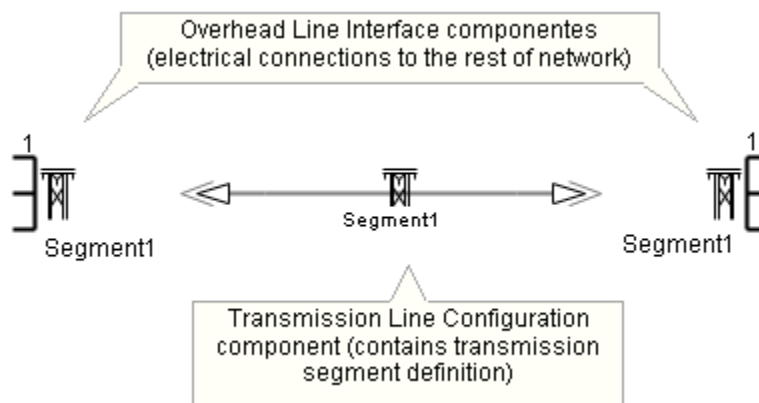 Overhead Line Interface componentes
(electrical connections to the rest of network)
1
1
Segment1
Segment1
Segment1
Transmission Line Configuration
component (contains transmission
segment definition)